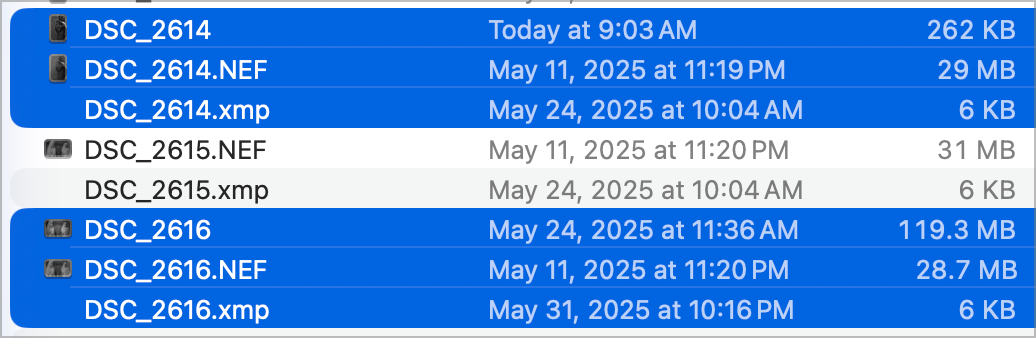 DSC_2614 Today at 9:03 AM 262 KB
DSC_2614.NEF May 11, 2025 at 11:19 PM 29 MB
DSC_2614.xmp May 24, 2025 at 10:04 AM 6 KB
DSC_2615.NEF May 11, 2025 at 11:20 PM 31 MB
DSC_2615.xmp May 24, 2025 at 10:04 AM 6 KB
DSC_2616 May 24, 2025 at 11:36 AM 119.3 MB
DSC_2616.NEF May 11, 2025 at 11:20 PM 28.7 MB
DSC_2616.xmp May 31, 2025 at 10:16 PM 6 KB